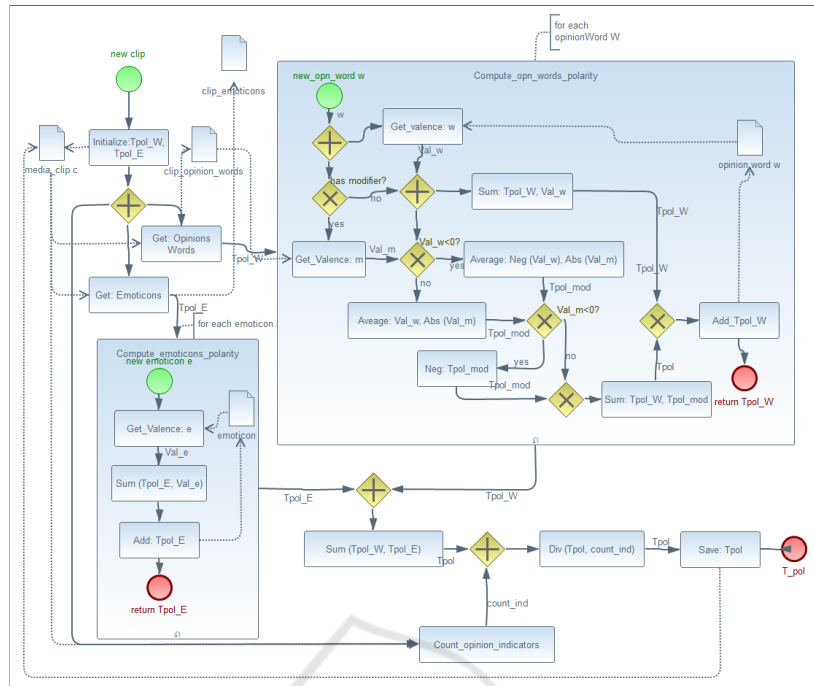 for each
opinionWord W
new clip
new_opn_word w
Compute_opn_words_polarity
clip_emoticons
w
Get_valence: w
Initialize:Tpol_W,
Tpol_E
Val_w
media_clip c
clip_opinion_words
opinion_word w
has modifier?
no
Sum: Tpol_W, Val_w
Tpol_W
yes
Get: Opinions
Words
Tpol_W
Get_Valence: m
Val_m
Val_w<0?
yes
Average: Neg (Val_w), Abs (Val_m)
Tpol_W
no
Get: Emoticons
Tpol_E
Tpol_mod
Val_m<0?
for each emoticon
Aveage: Val_w, Abs (Val_m)
Tpol_mod
Add_Tpol_W
Compute_emoticons_polarity
new emoticon e
yes
no
Tpol
Neg: Tpol_mod
Tpol_mod
Sum: Tpol_W, Tpol_mod
return Tpol_W
Get_Valence: e
emoticon
Val_e
Sum (Tpol_E, Val_e)
Tpol_E
Tpol_W
Add: Tpol_E
Sum (Tpol_W, Tpol_E)
Tpol
Div (Tpol, count_ind)
Tpol
Save: Tpol
T_pol
return Tpol_E
count_ind
Count_opinion_indicators